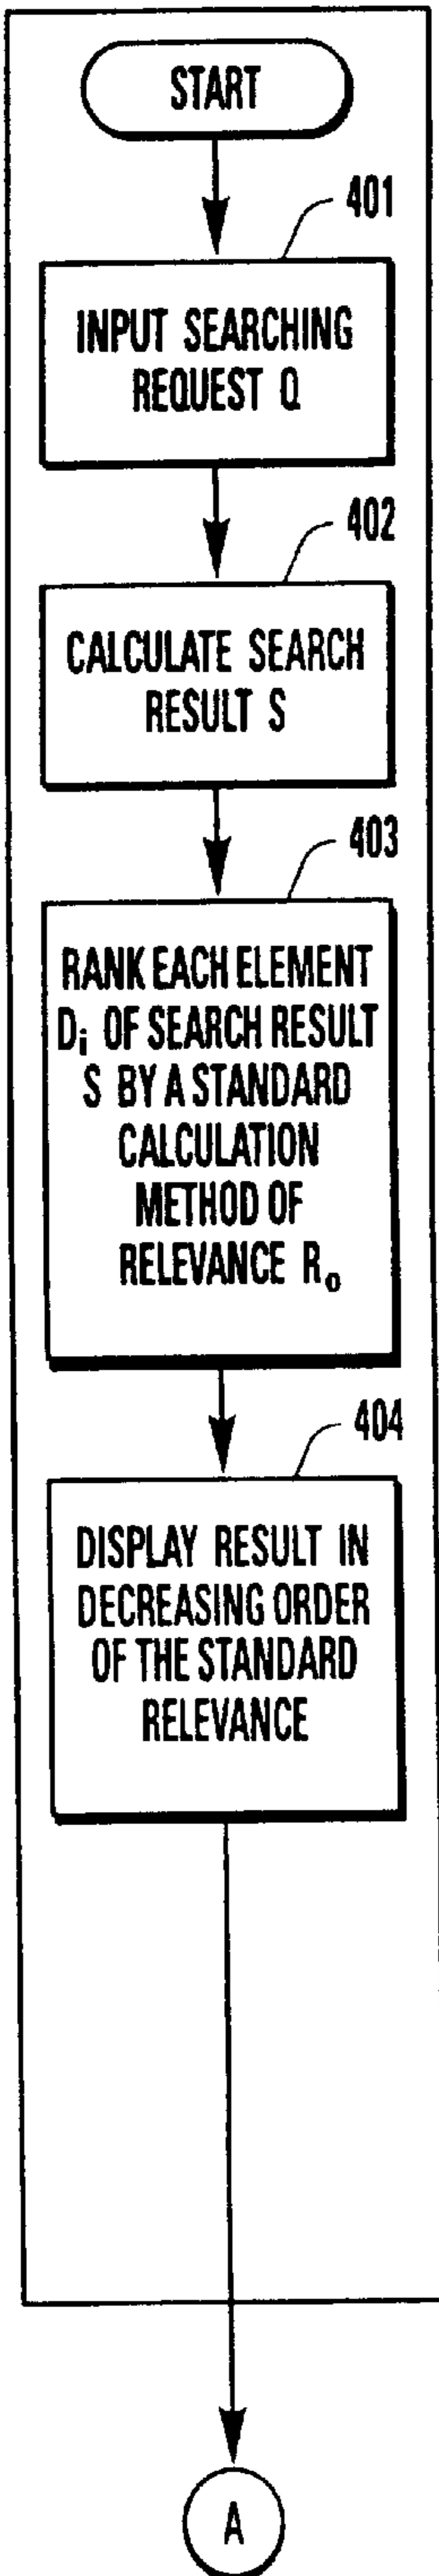 START
401
INPUT SEARCHING
REQUEST Q
402
CALCULATE SEARCH
RESULT S
403
RANK EACH ELEMENT
Di OF SEARCH RESULT
S BY A STANDARD
CALCULATION
METHOD OF
RELEVANCE Ro
404
DISPLAY RESULT IN
DECREASING ORDER
OF THE STANDARD
RELEVANCE
A